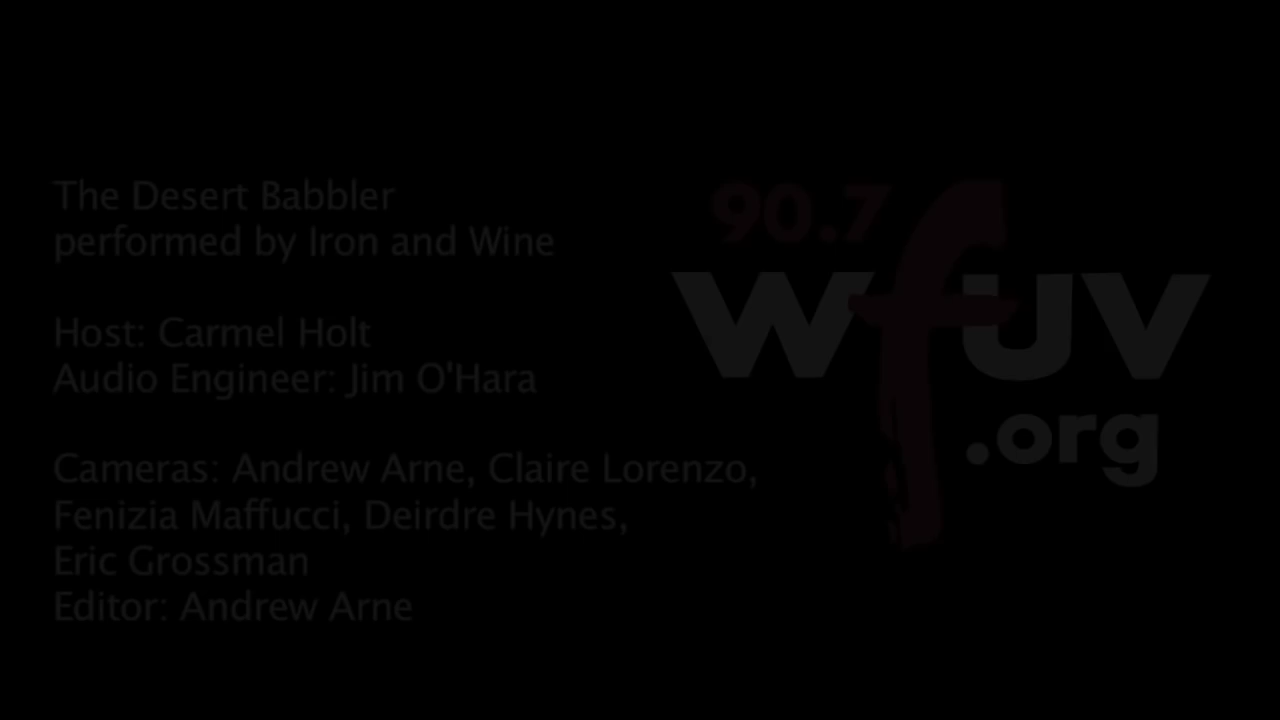 The Desert Babbler
performed by Iron and Wine
Host: Carmel Holt
Audio Engineer: Jim O'Hara
Cameras: Andrew Arne, Claire Lorenzo,
Fenizia Maffucci, Deirdre Hynes,
Eric Grossman
Editor: Andrew Arne
90.7
wfuv
.org